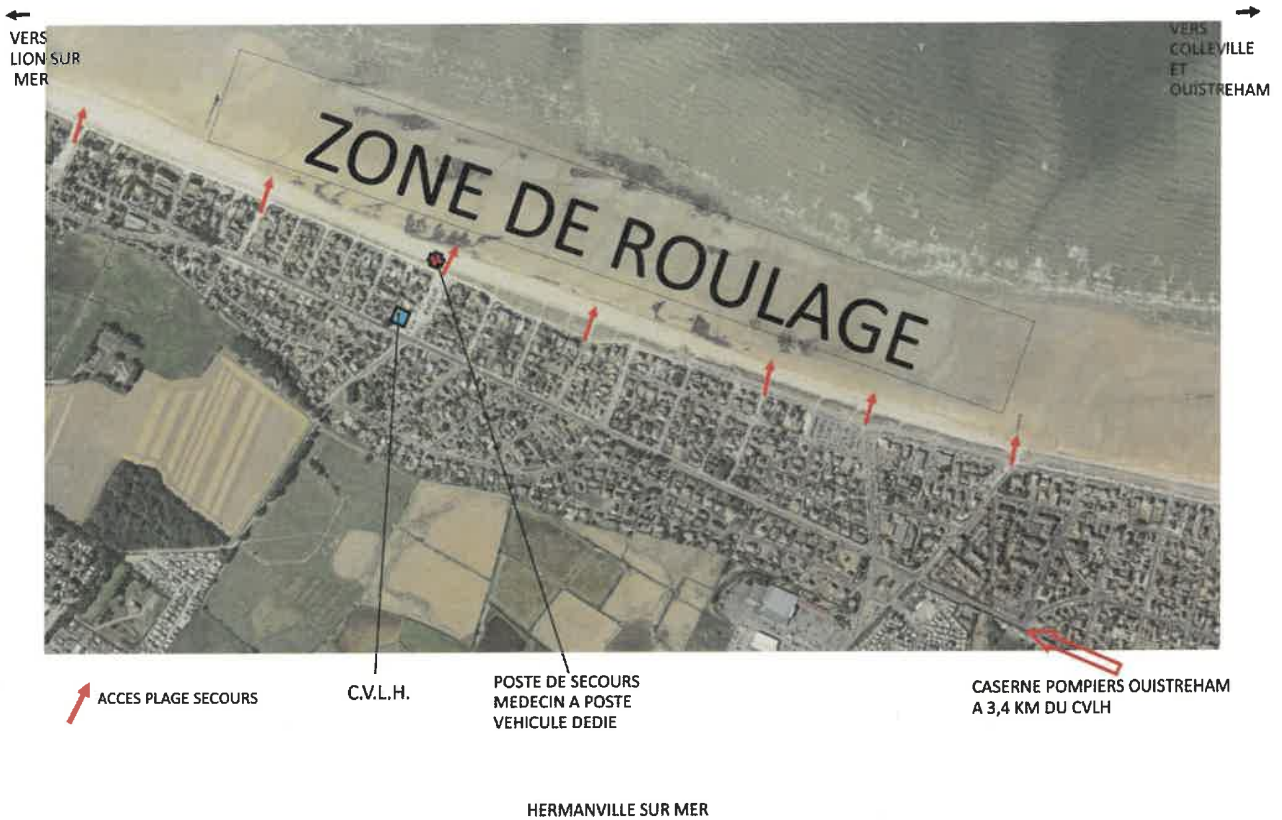 VERS
LION SUR
MER
VERS
COLLEVILLE
ET
OUISTREHAM
ZONE DE ROULAGE
ACCES PLAGE SECOURS
C.V.L.H.
POSTE DE SECOURS
MEDECIN A POSTE
VEHICULE DEDIE
CASERNE POMPIERS OUISTREHAM
A 3,4 KM DU CVLH
HERMANVILLE SUR MER